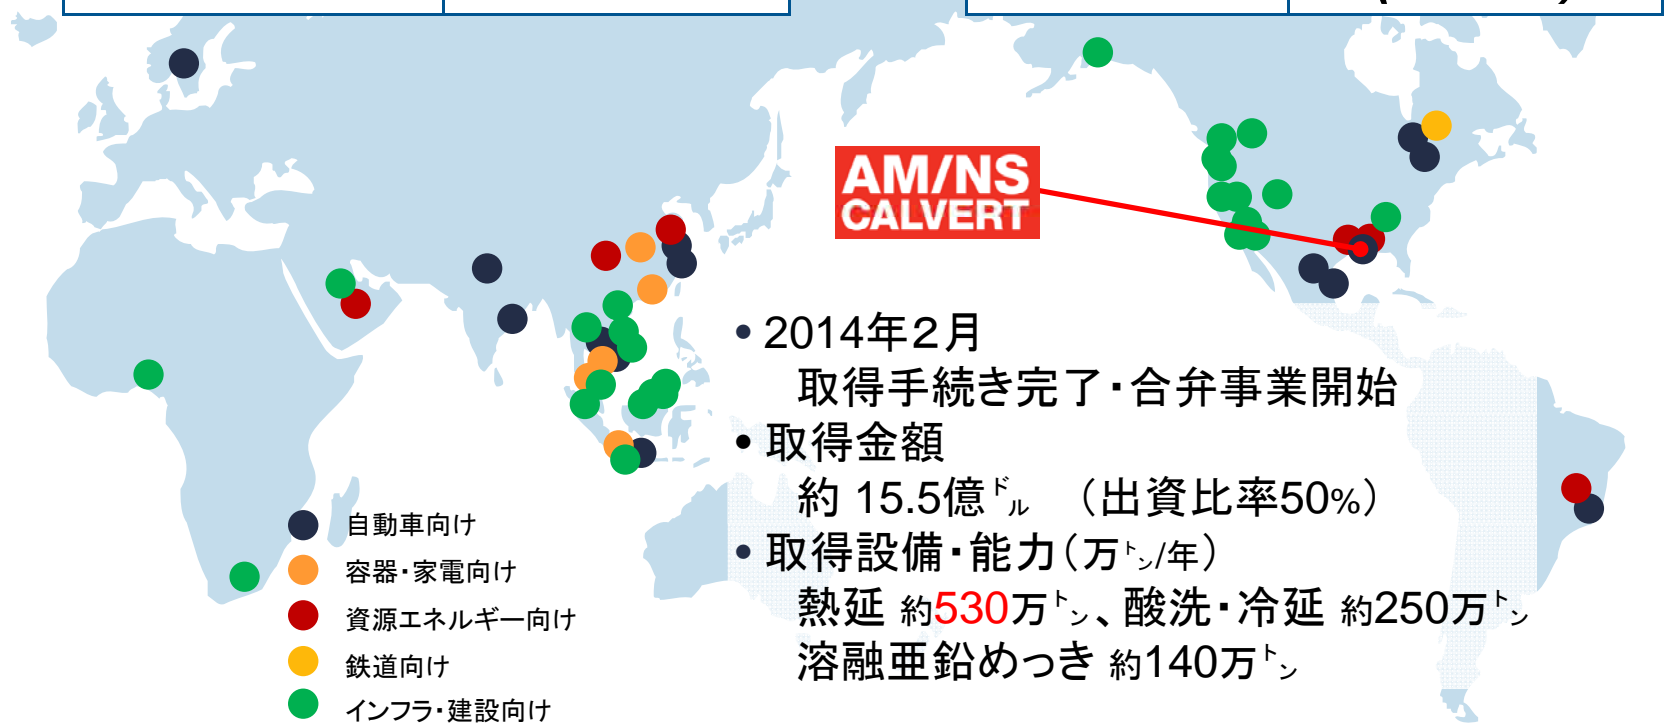 AM/NS
CALVERT
• 2014年2月
取得手続き完了・合弁事業開始
• 取得金額
約 15.5億ドル （出資比率50%）
• 取得設備・能力（万トン/年）
熱延 約530万トン、酸洗・冷延 約250万トン
溶融亜鉛めっき 約140万トン
自動車向け
容器・家電向け
資源エネルギー向け
鉄道向け
インフラ・建設向け